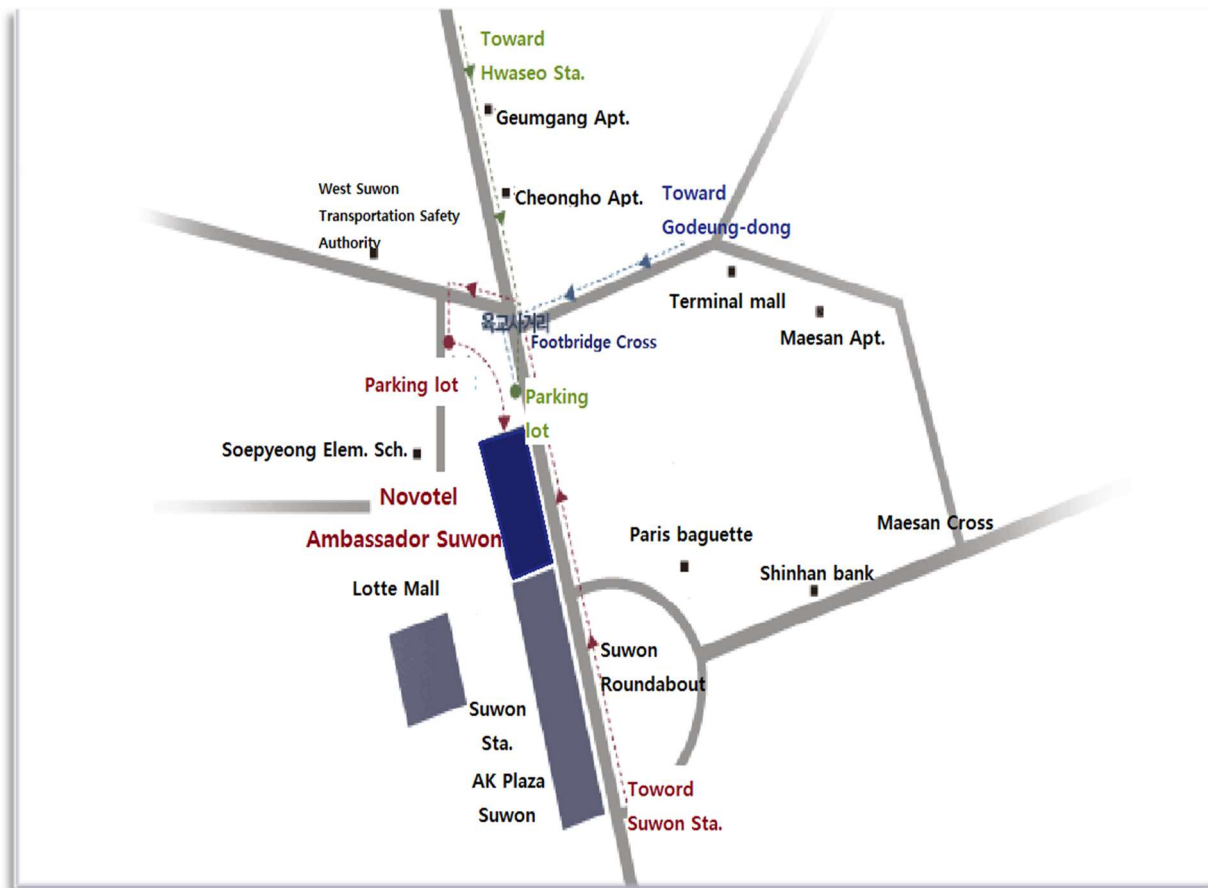 Toward
Hwaseo Sta.
Geumgang Apt.
Cheongho Apt.
West Suwon
Transportation Safety
Authority
Toward
Godeung-dong
Terminal mall
Maesan Apt.
육교사거리
Footbridge Cross
Parking lot
Parking
lot
Soepyeong Elem. Sch.
Novotel
Ambassador Suwon
Maesan Cross
Paris baguette
Shinhan bank
Lotte Mall
Suwon
Roundabout
Suwon
Sta.
AK Plaza
Suwon
Toword
Suwon Sta.